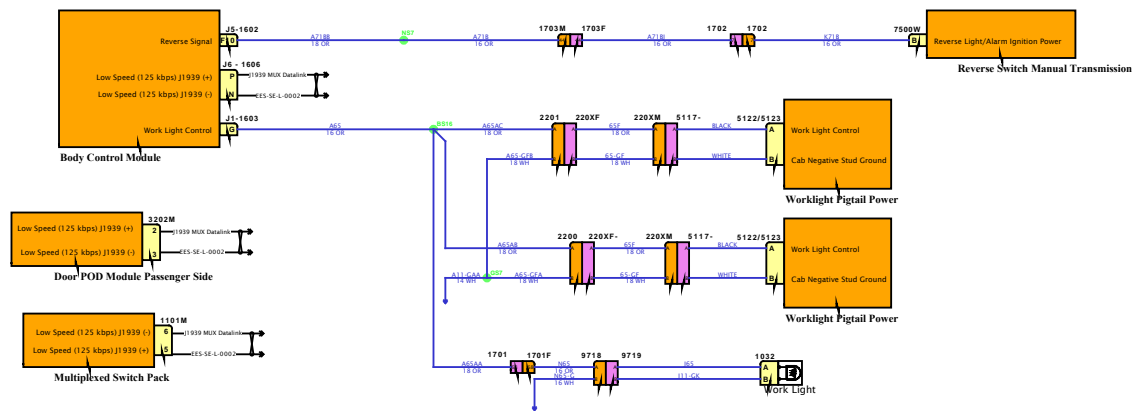 J5-1602
Reverse Signal
F 0
A718B
18 OR
NS7
A71B
16 OR
1703M
1703F
A71BJ
16 OR
1702
1702
K71B
16 OR
7500W
B
Reverse Light/Alarm Ignition Power
Reverse Switch Manual Transmission
J6 - 1606
Low Speed (125 kbps) J1939 (+)
P
J1939 MUX Datalink
Low Speed (125 kbps) J1939 (-)
N
EES-SE-L-0002
J1-1603
Work Light Control
G
A65
16 OR
BS16
Body Control Module
A65AC
18 OR
2201
220XF
65F
16 OR
220XM
5117-
BLACK
5122/5123
A
Work Light Control
A65-GFB
18 WH
65-GF
18 WH
WHITE
B
Cab Negative Stud Ground
Worklight Pigtail Power
3202M
Low Speed (125 kbps) J1939 (+)
2
J1939 MUX Datalink
Low Speed (125 kbps) J1939 (-)
3
EES-SE-L-0002
Door POD Module Passenger Side
A65AB
18 OR
2200
220XF-
65F
18 OR
220XM
5117-
BLACK
5122/5123
A
Work Light Control
A11-GAA
14 WH
GS7
A65-GFA
18 WH
65-GF
18 WH
WHITE
B
Cab Negative Stud Ground
Worklight Pigtail Power
1101M
Low Speed (125 kbps) J1939 (-)
6
J1939 MUX Datalink
Low Speed (125 kbps) J1939 (+)
5
EES-SE-L-0002
Multiplexed Switch Pack
A65AA
18 OR
1701
1701F
N65
16 OR
N65-G
16 WH
9718
9719
J65
J11-GK
1032
A
B
Work Light